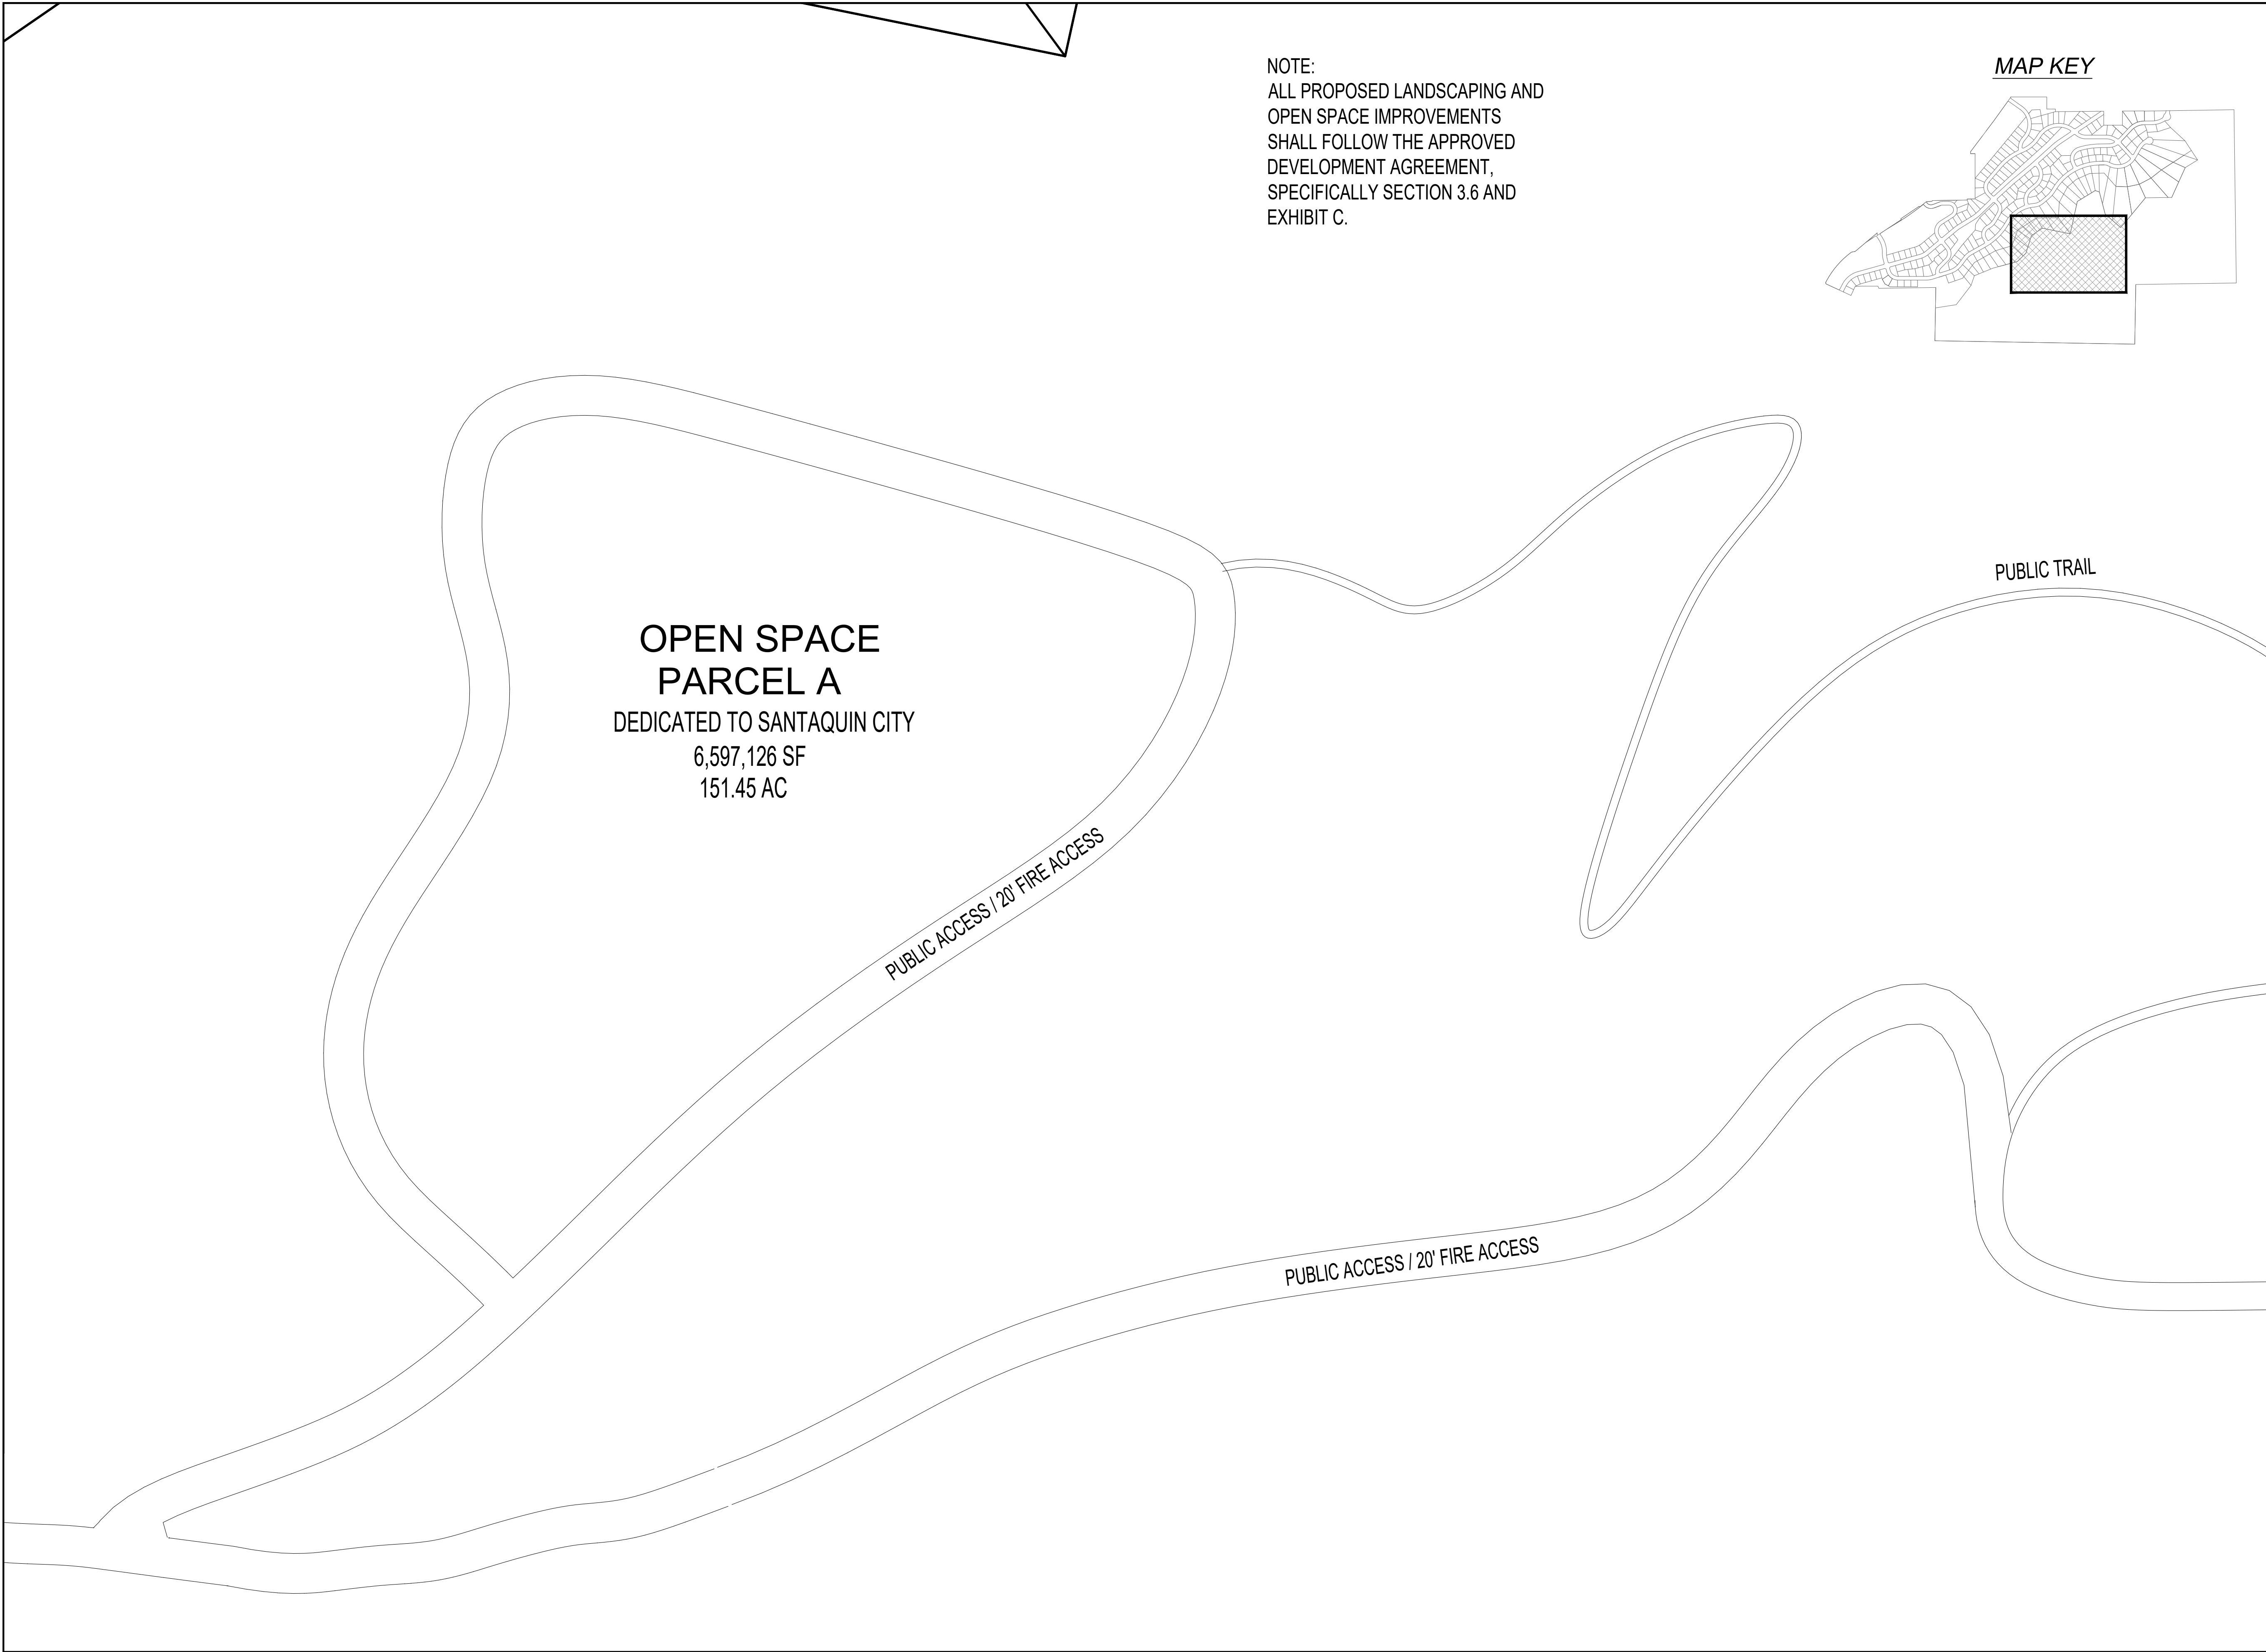 NOTE:
ALL PROPOSED LANDSCAPING AND
OPEN SPACE IMPROVEMENTS
SHALL FOLLOW THE APPROVED
DEVELOPMENT AGREEMENT,
SPECIFICALLY SECTION 3.6 AND
EXHIBIT C.
MAP KEY
PUBLIC TRAIL
OPEN SPACE
PARCEL A
DEDICATED TO SANTAQUIN CITY
6,597,126 SF
151.45 AC
PUBLIC ACCESS / 20' FIRE ACCESS
PUBLIC ACCESS / 20' FIRE ACCESS